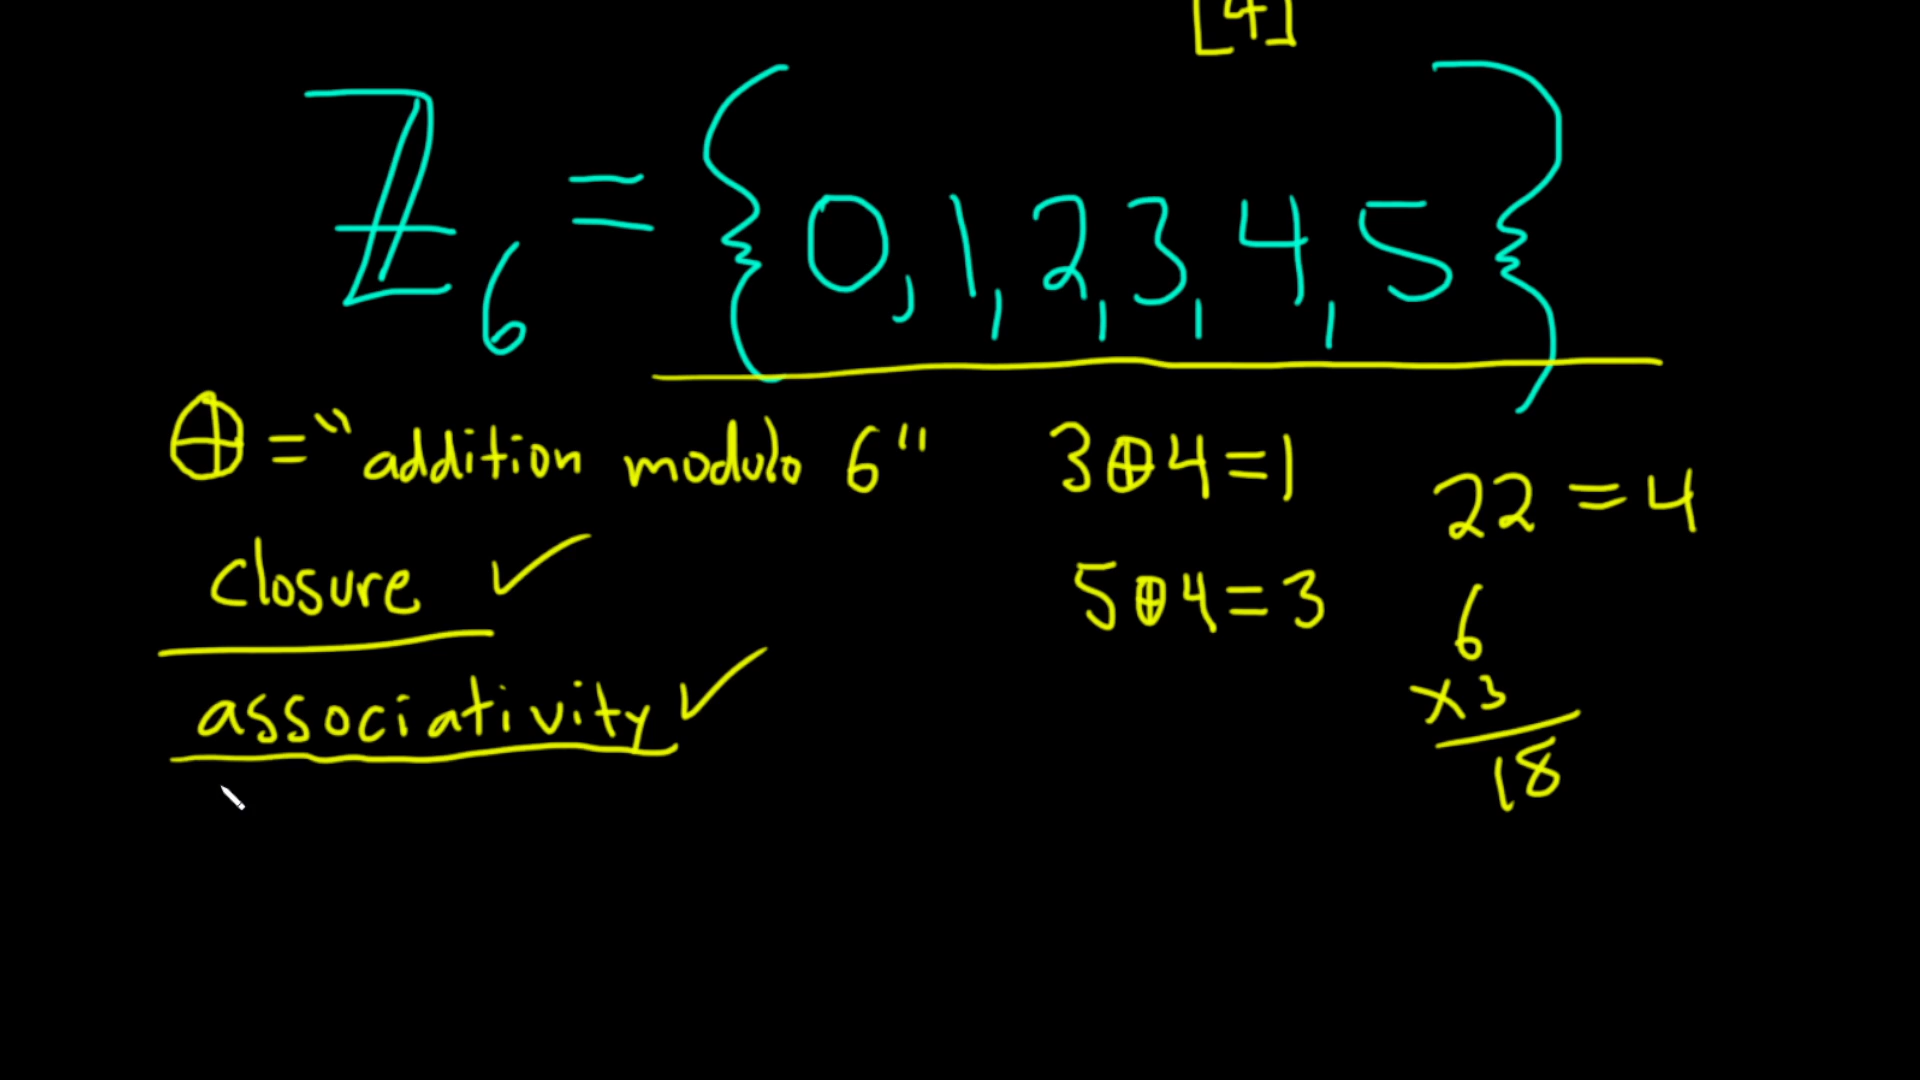 [4]
ℤ6 = {0, 1, 2, 3, 4, 5}
⊕ = "addition modulo 6" 3⊕4=1
22 = 4
closure ✓ 5⊕4=3
6
x3
18
associativity ✓